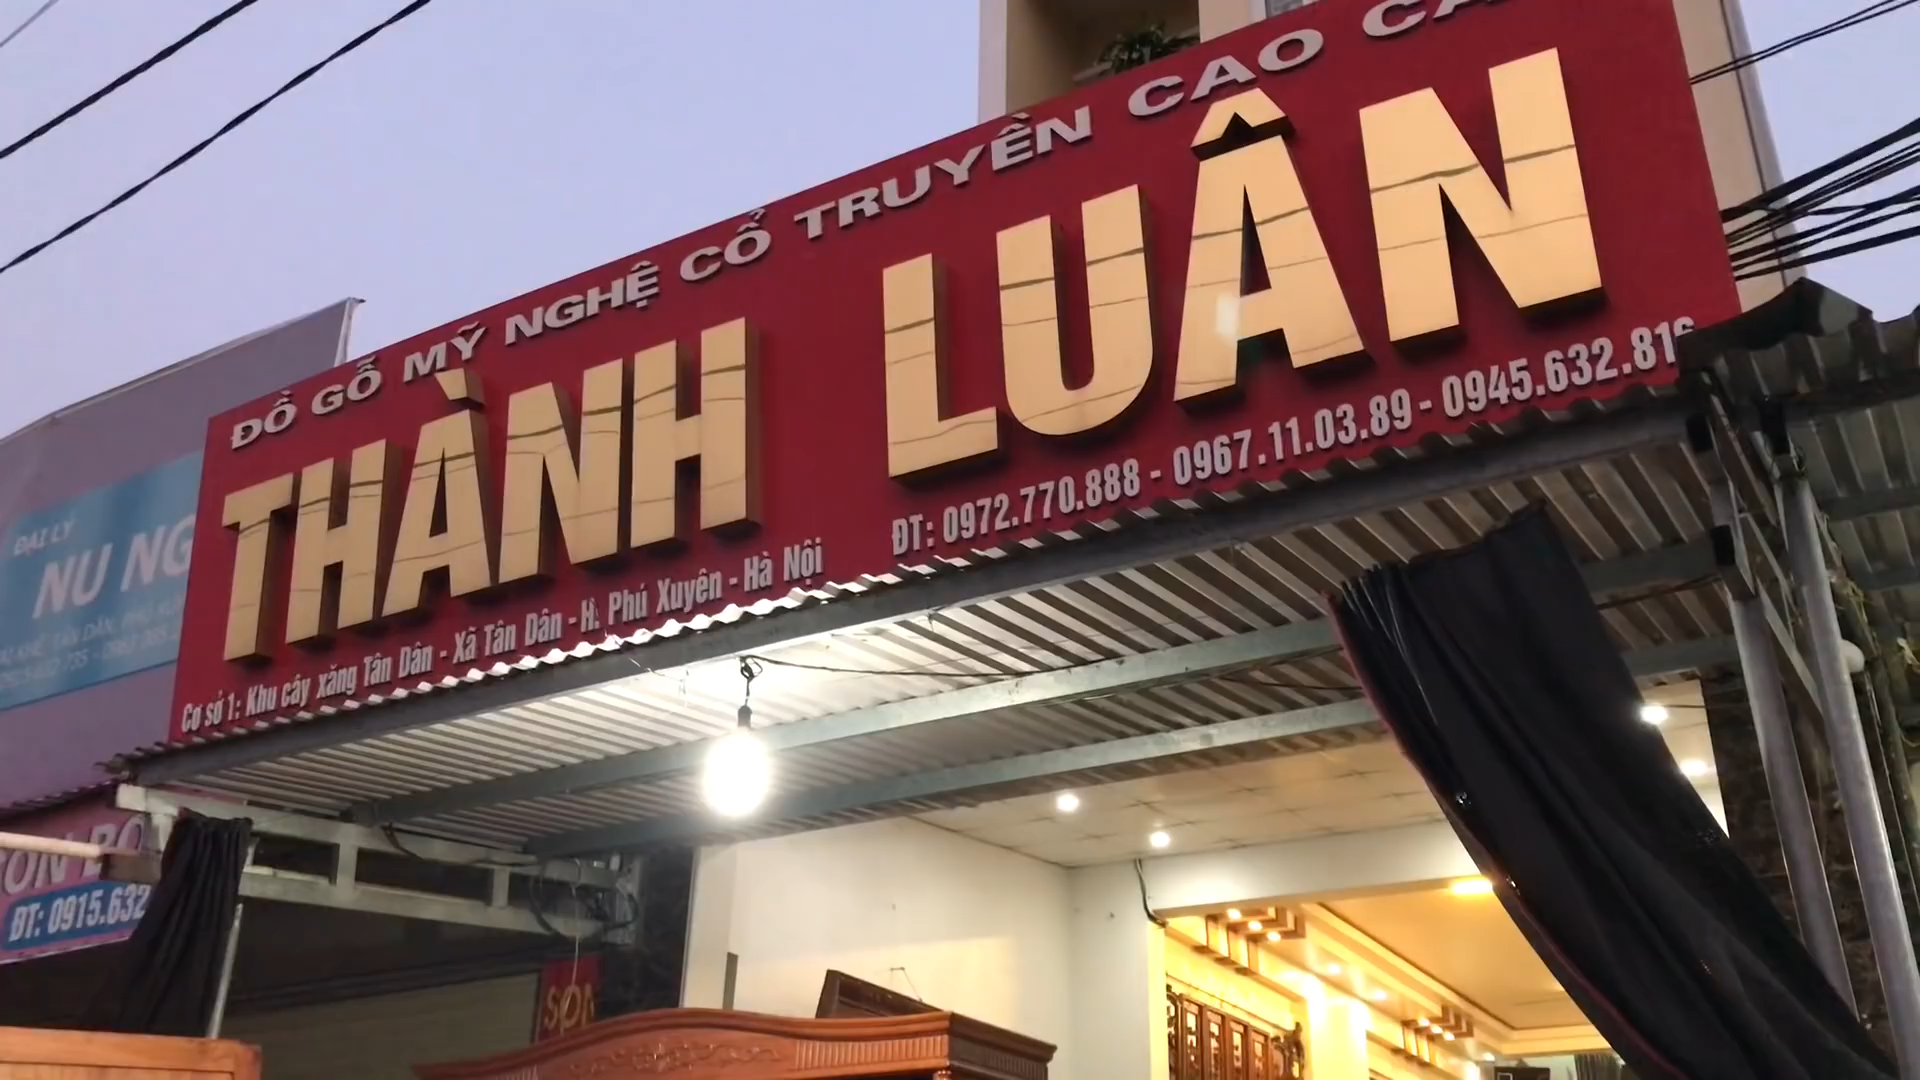 ĐỒ GỖ MỸ NGHỆ CỔ TRUYỀN CAO
THÀNH LUÂN
Cơ sở 1: Khu cây xăng Tân Dân - Xã Tân Dân - H. Phú Xuyên - Hà Nội
ĐT: 0972.770.888 - 0967.11.03.89 - 0945.632.816
ĐẠI LÝ
NU NG
ĐT: 0915.632
SƠN